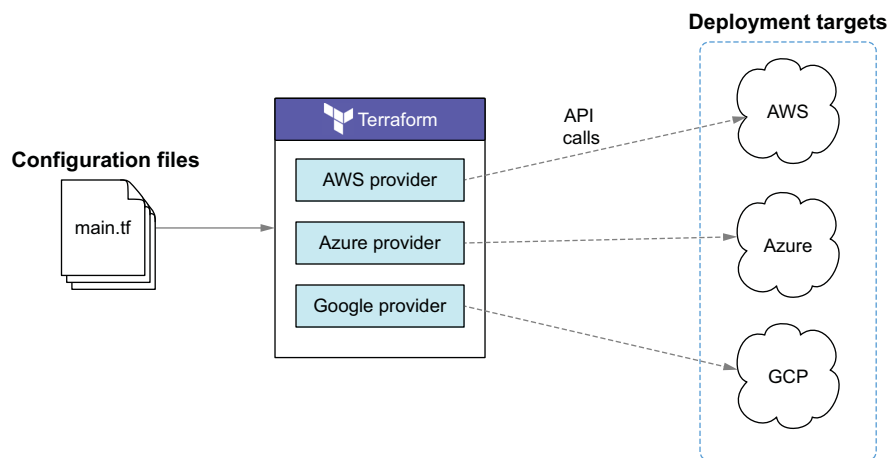 Deployment targets
Terraform
API
calls
AWS
Configuration files
AWS provider
main.tf
Azure provider
Azure
Google provider
GCP